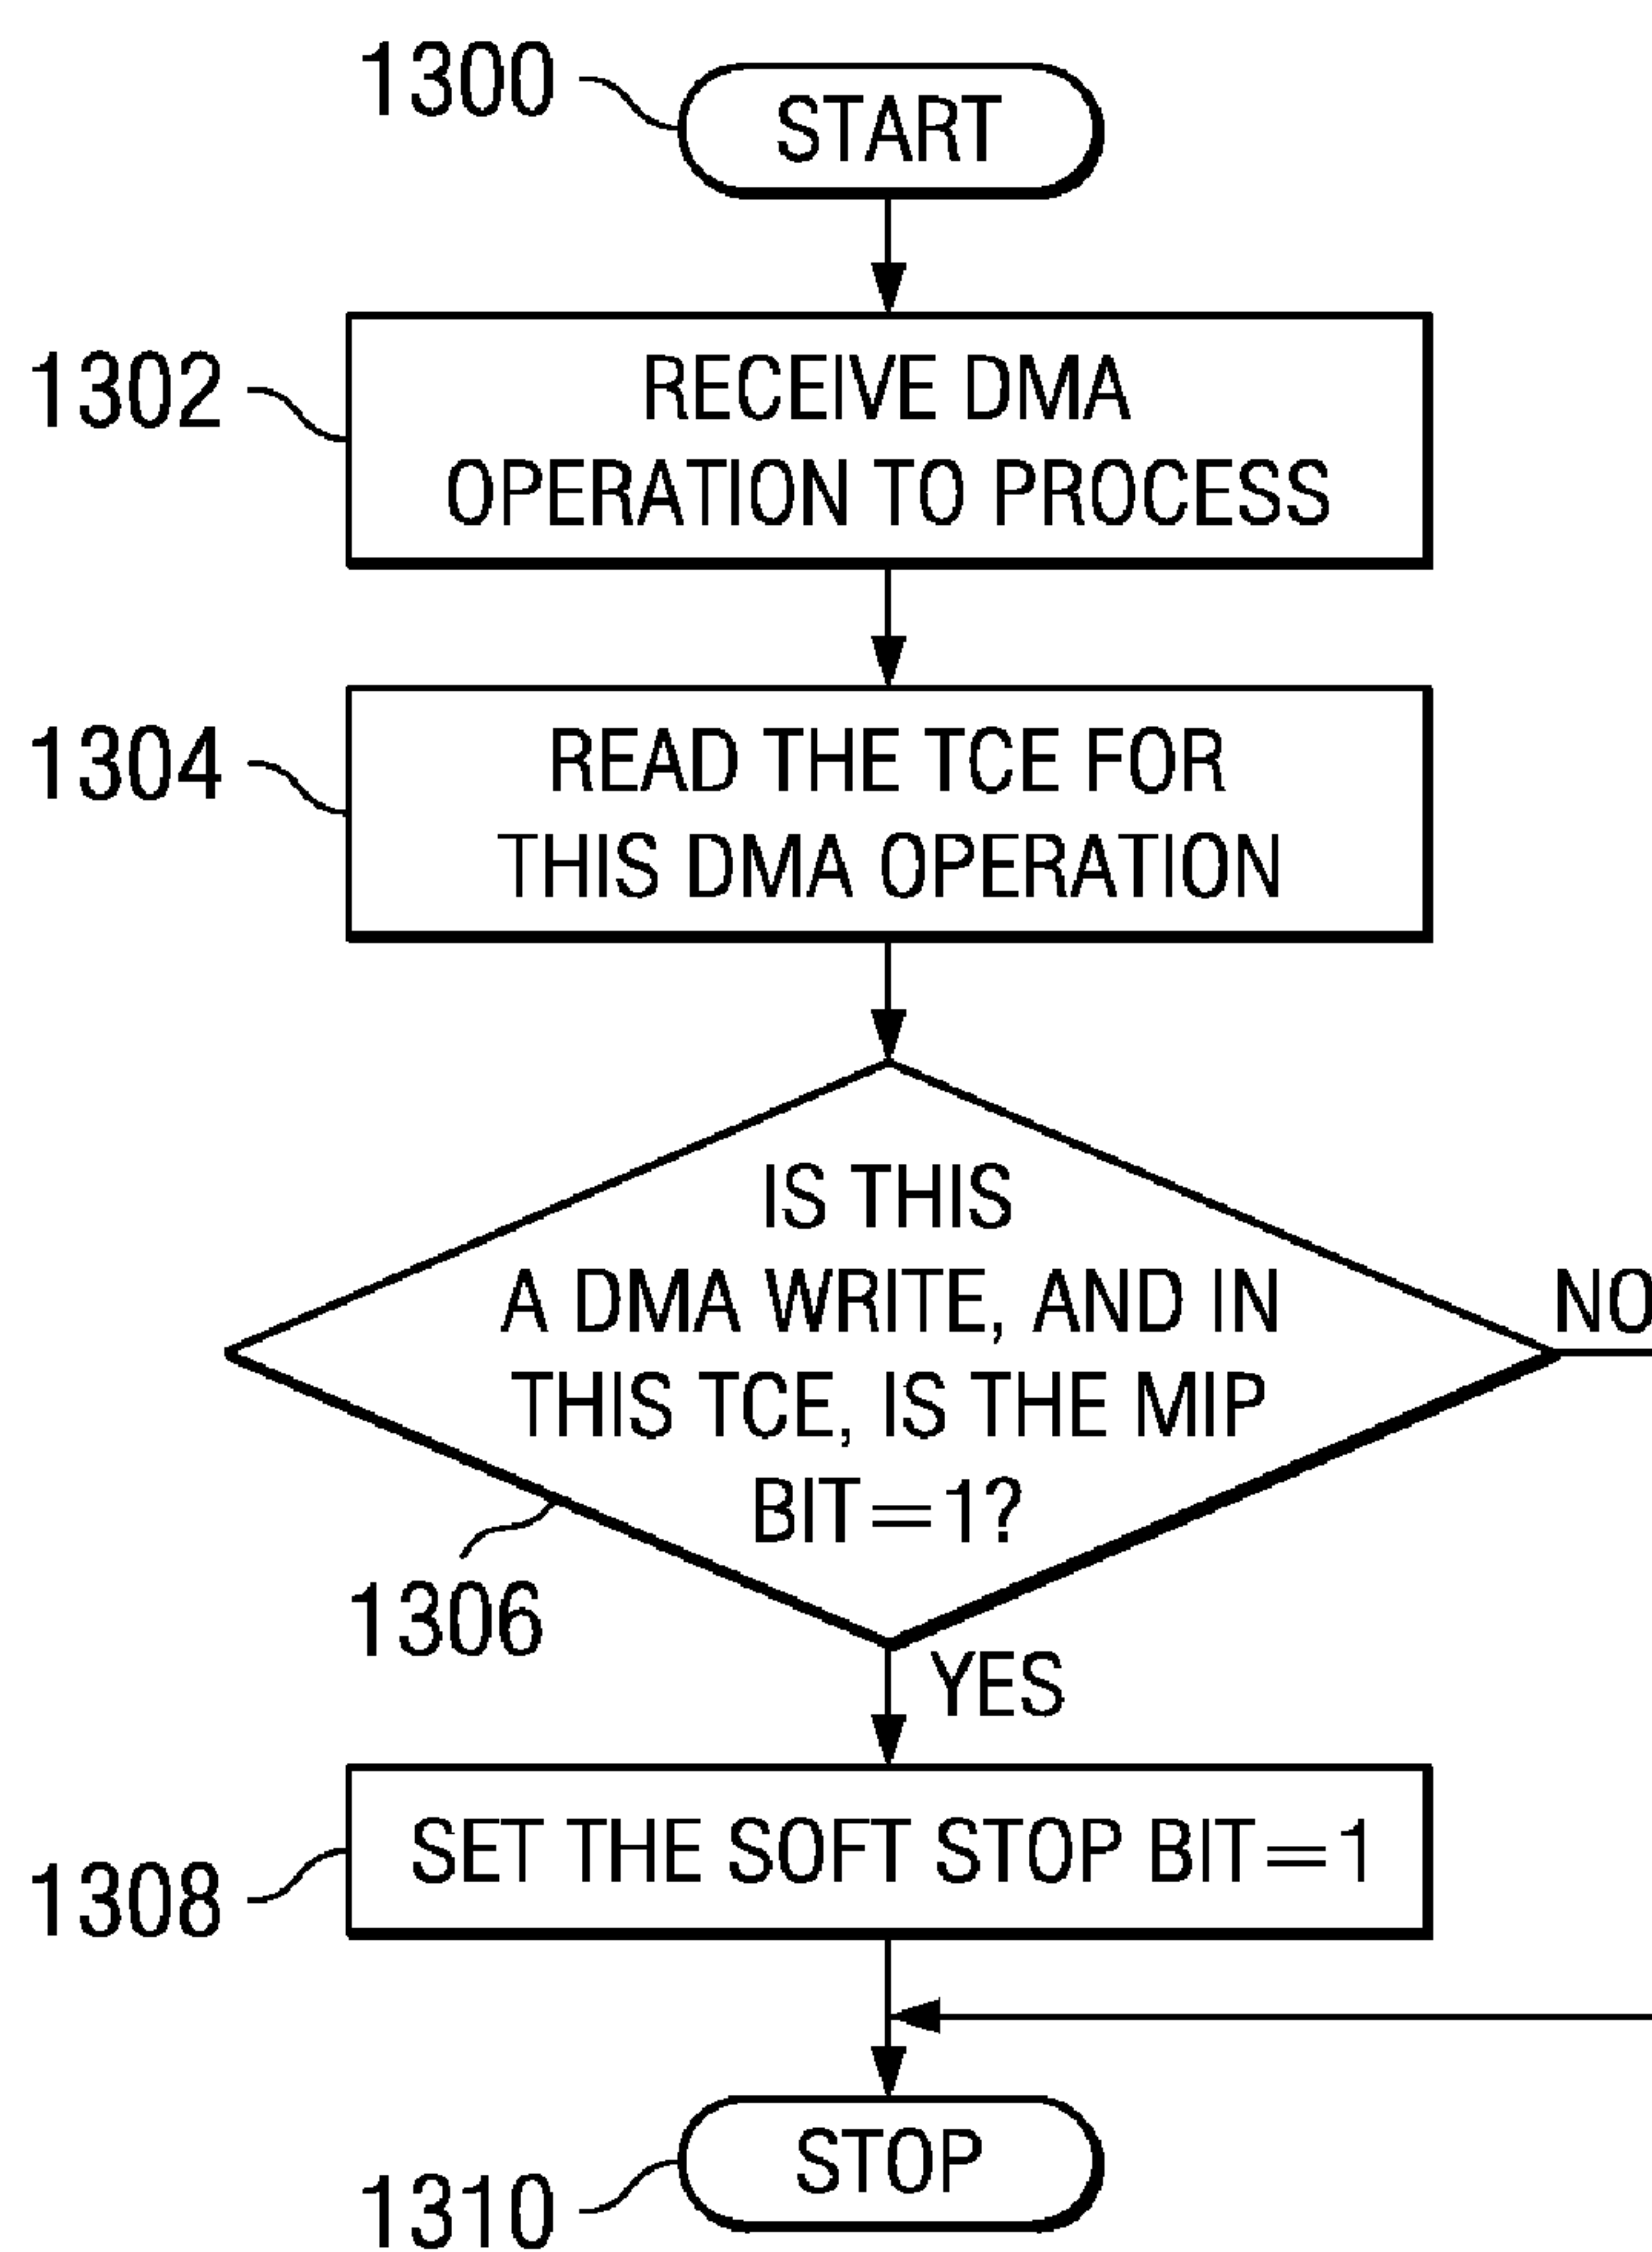 1300
START
1302
RECEIVE DMA
OPERATION TO PROCESS
1304
READ THE TCE FOR
THIS DMA OPERATION
IS THIS
A DMA WRITE, AND IN
THIS TCE, IS THE MIP
BIT=1?
NO
1306
YES
1308
SET THE SOFT STOP BIT=1
STOP
1310